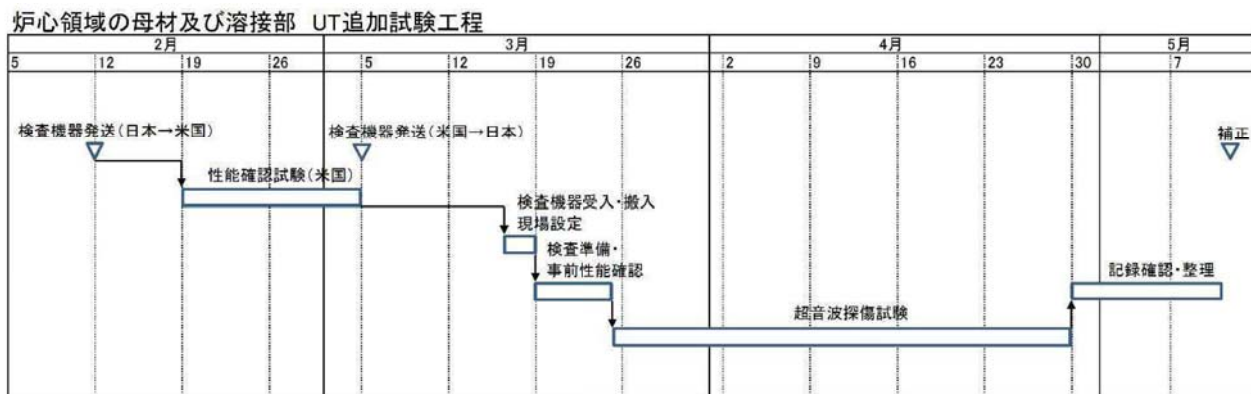 炉心領域の母材及び溶接部 UT追加試験工程
2月 3月 4月 5月
5 12 19 26 5 12 19 26 2 9 16 23 30 7
検査機器発送(日本→米国) 検査機器発送(米国→日本) 補正
性能確認試験(米国)
検査機器受入・搬入
現場設定
検査準備・
事前性能確認
記録確認・整理
超音波探傷試験